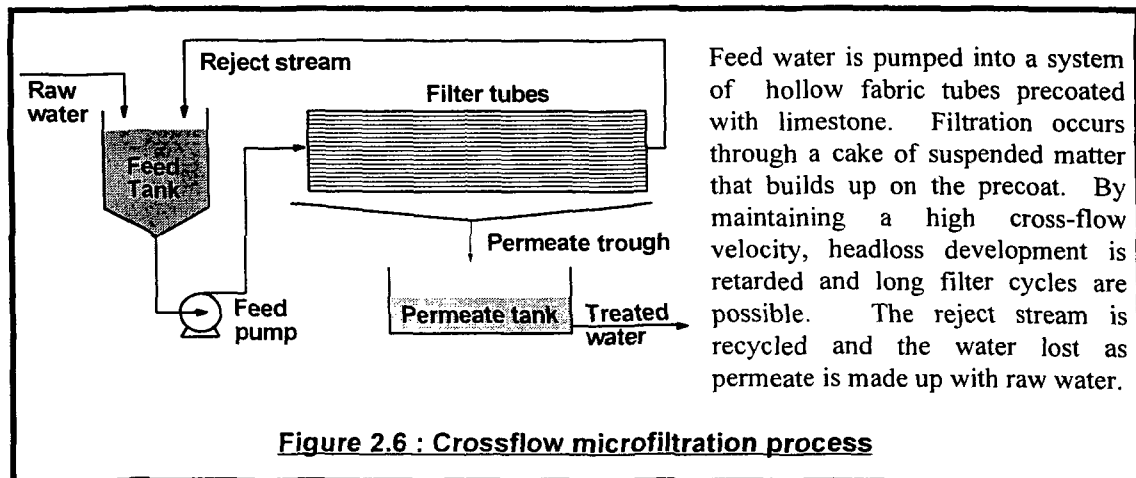 Reject stream
Raw
water
Filter tubes
Feed
Tank
Permeate trough
Feed
pump
Permeate tank
Treated
water
Feed water is pumped into a system
of hollow fabric tubes precoated
with limestone. Filtration occurs
through a cake of suspended matter
that builds up on the precoat. By
maintaining a high cross-flow
velocity, headloss development is
retarded and long filter cycles are
possible. The reject stream is
recycled and the water lost as
permeate is made up with raw water.
Figure 2.6 : Crossflow microfiltration process